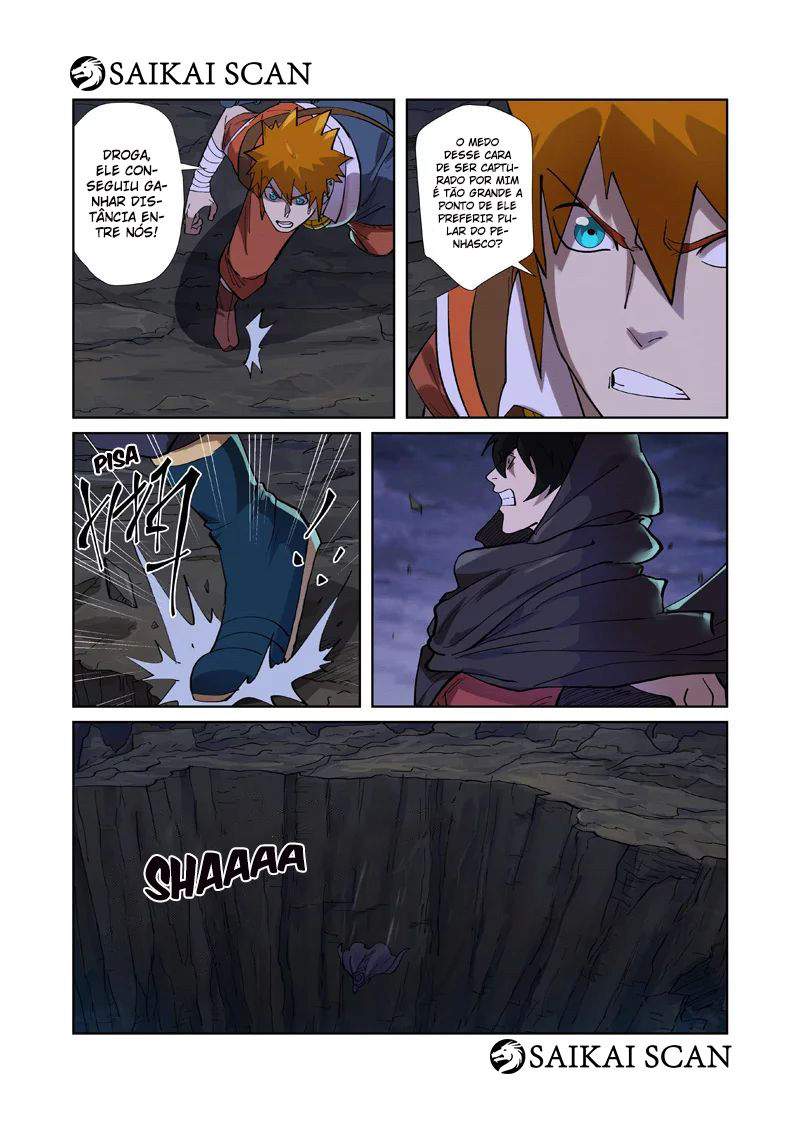 SAIKAI SCAN
DROGA,
ELE CON-
SEGUIU GA-
NHAR DIS-
TÂNCIA EN-
TRE NÓS!
O MEDO
DESSE CARA
DE SER CAPTU-
RADO POR MIM
É TÃO GRANDE A
PONTO DE ELE
PREFERIR PU-
LAR DO PE-
NHASCO?
PISA
SHAAAA
SAIKAI SCAN